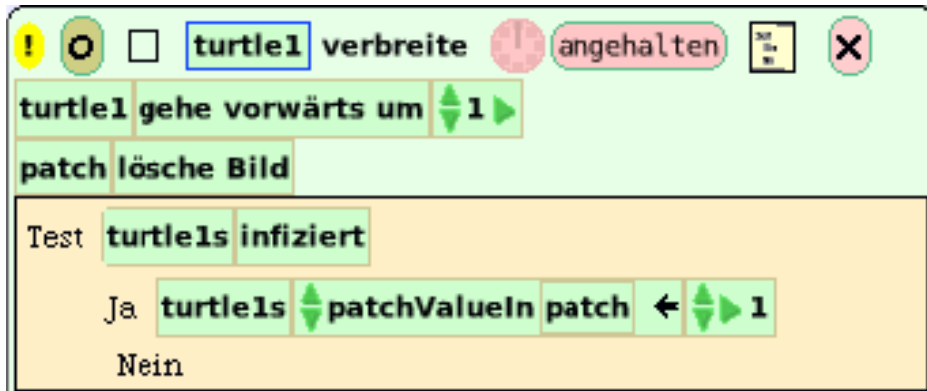 ! turtle1 verbreite angehalten
turtle1 gehe vorwärts um 1
patch lösche Bild
Test turtle1s infiziert
Ja turtle1s patchValueIn patch ← 1
Nein